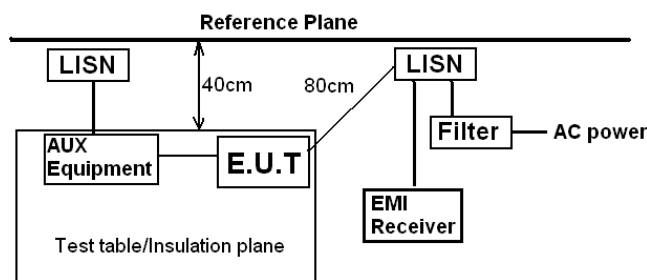 Reference Plane
LISN
40cm
80cm
LISN
AUX
Equipment
E.U.T
Filter
AC power
EMI
Receiver
Test table/Insulation plane